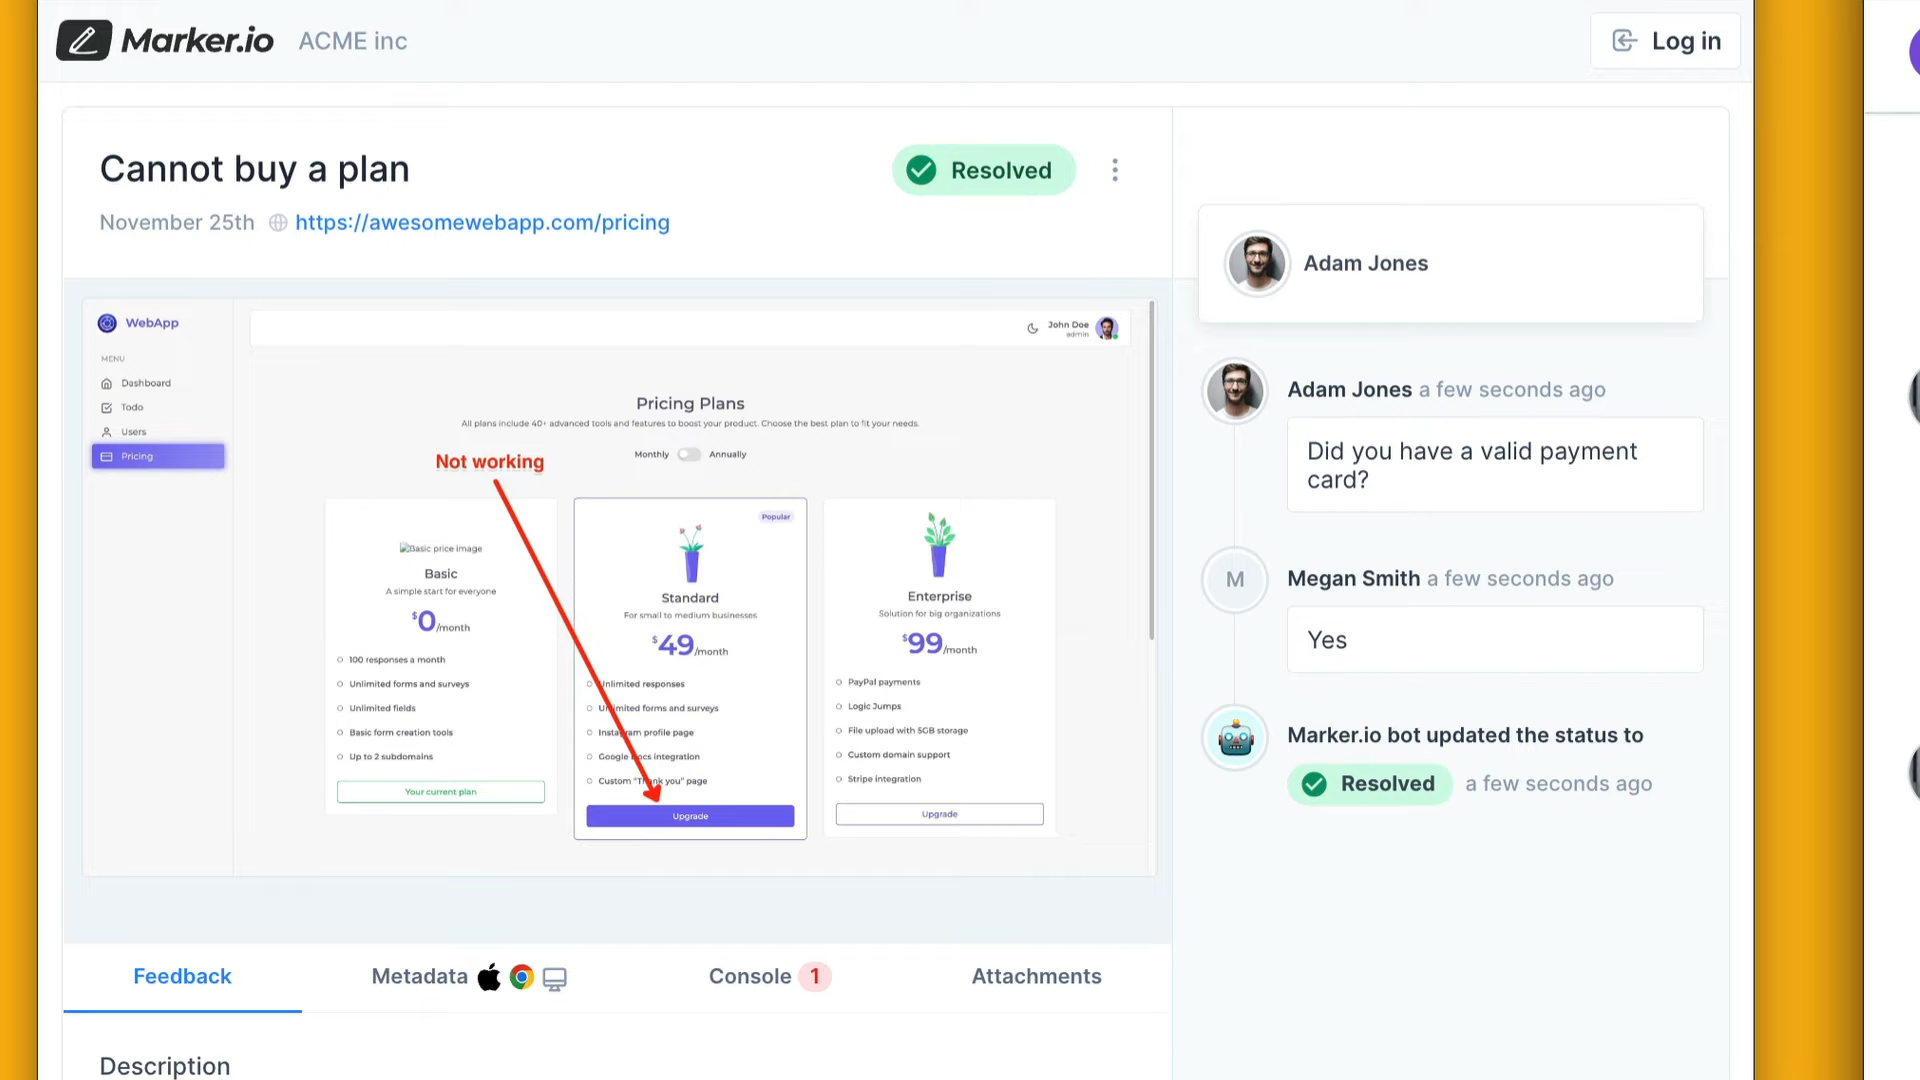 Marker.io
ACME inc
Log in
Cannot buy a plan
Resolved
November 25th
https://awesomewebapp.com/pricing
WebApp
MENU
Dashboard
Todo
Users
Pricing
John Doe
admin
Pricing Plans
All plans include 40+ advanced tools and features to boost your product. Choose the best plan to fit your needs.
Monthly
Annually
Not working
Basic price image
Basic
A simple start for everyone
$0/month
100 responses a month
Unlimited forms and surveys
Unlimited fields
Basic form creation tools
Up to 2 subdomains
Your current plan
Popular
Standard
For small to medium businesses
$49/month
Unlimited responses
Unlimited forms and surveys
Instagram profile page
Google Docs integration
Custom "Thank you" page
Upgrade
Enterprise
Solution for big organizations
$99/month
PayPal payments
Logic Jumps
File upload with 5GB storage
Custom domain support
Stripe integration
Upgrade
Feedback
Metadata
Console 1
Attachments
Description
Adam Jones
Adam Jones a few seconds ago
Did you have a valid payment
card?
M
Megan Smith a few seconds ago
Yes
Marker.io bot updated the status to
Resolved a few seconds ago